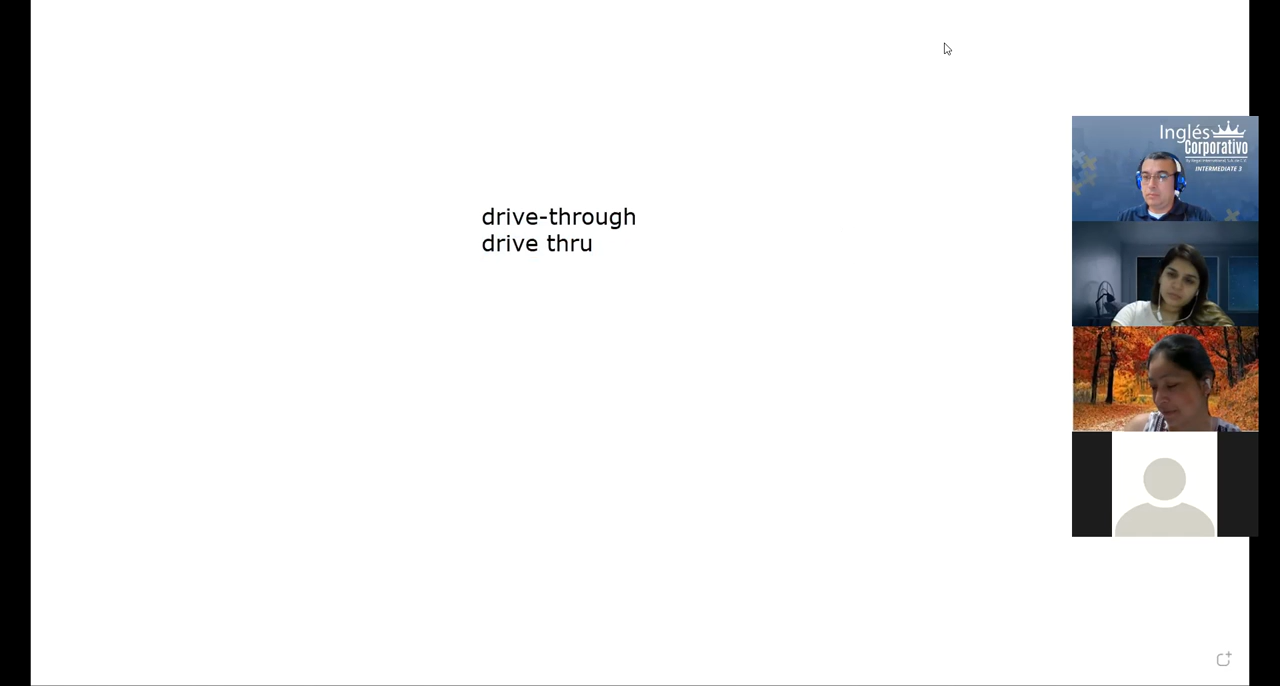 drive-through
drive thru
Inglés
Corporativo
INTERMEDIATE 3